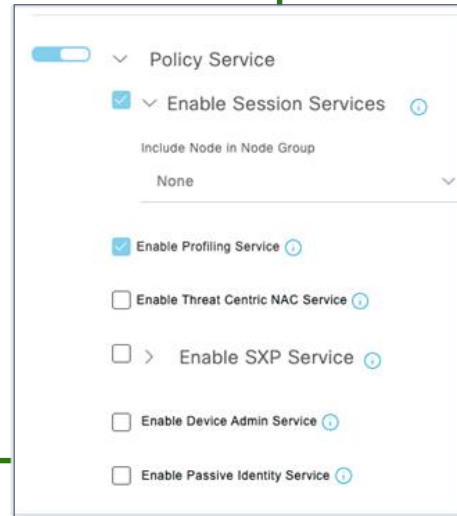 Policy Service
Enable Session Services
Include Node in Node Group
None
Enable Profiling Service
Enable Threat Centric NAC Service
Enable SXP Service
Enable Device Admin Service
Enable Passive Identity Service